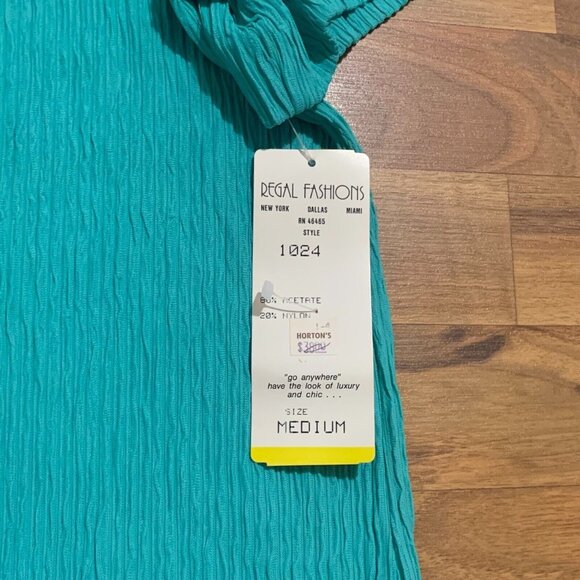 REGAL FASHIONS
NEW YORK DALLAS MIAMI
RN 46465
STYLE
1024
80% ACETATE
20% NYLON
HORTON'S
"go anywhere"
have the look of luxury
and chic . . .
SIZE
MEDIUM